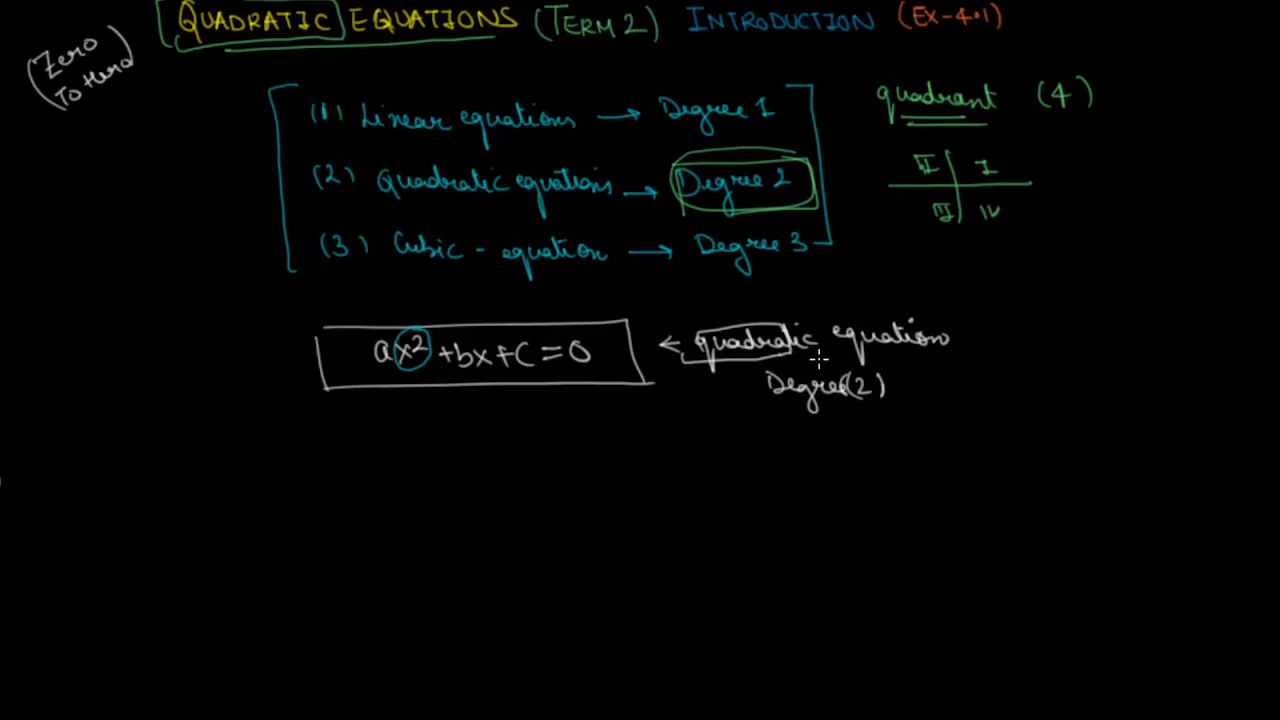 QUADRATIC EQUATIONS (TERM 2) INTRODUCTION (EX-4.1)
(Zero
To Hero)
(1) Linear equations → Degree 1
(2) Quadratic equations → Degree 2
(3) Cubic - equation → Degree 3
quadrant (4)
II I
III IV
ax²+bx+c=0 ← quadratic equation
Degree(2)